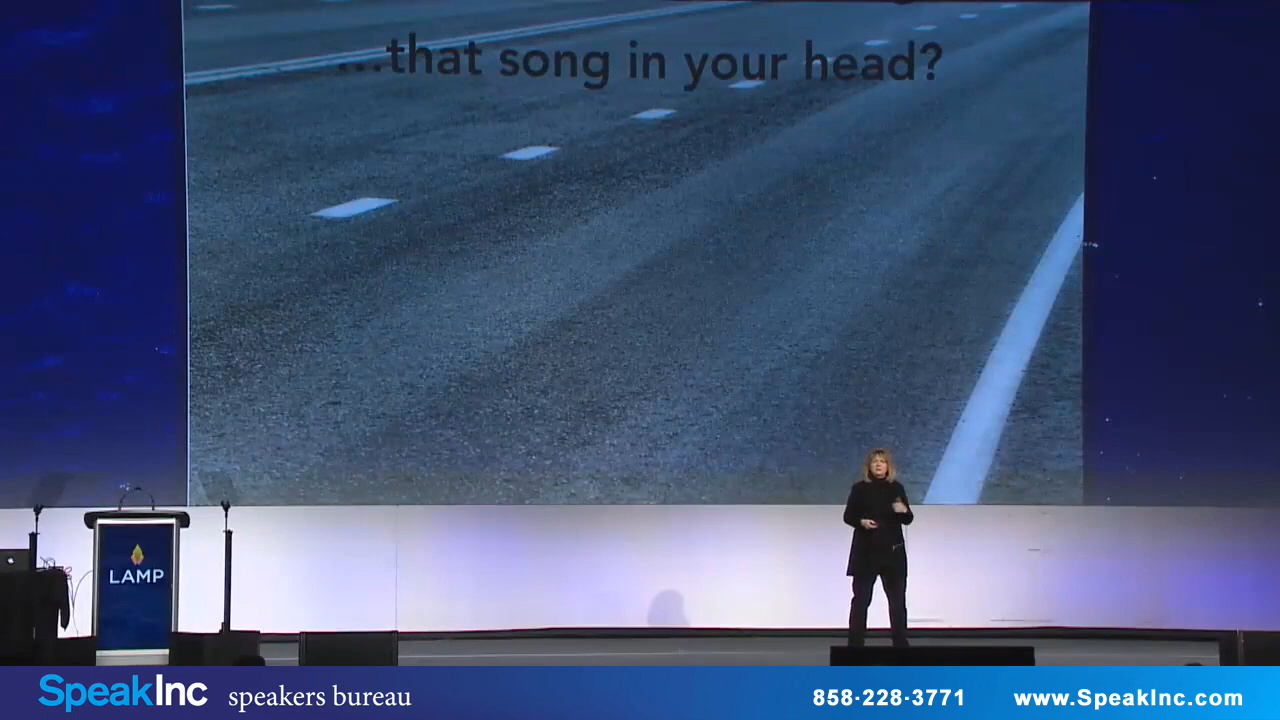 ...that song in your head?
LAMP
SpeakInc speakers bureau
858-228-3771
www.SpeakInc.com